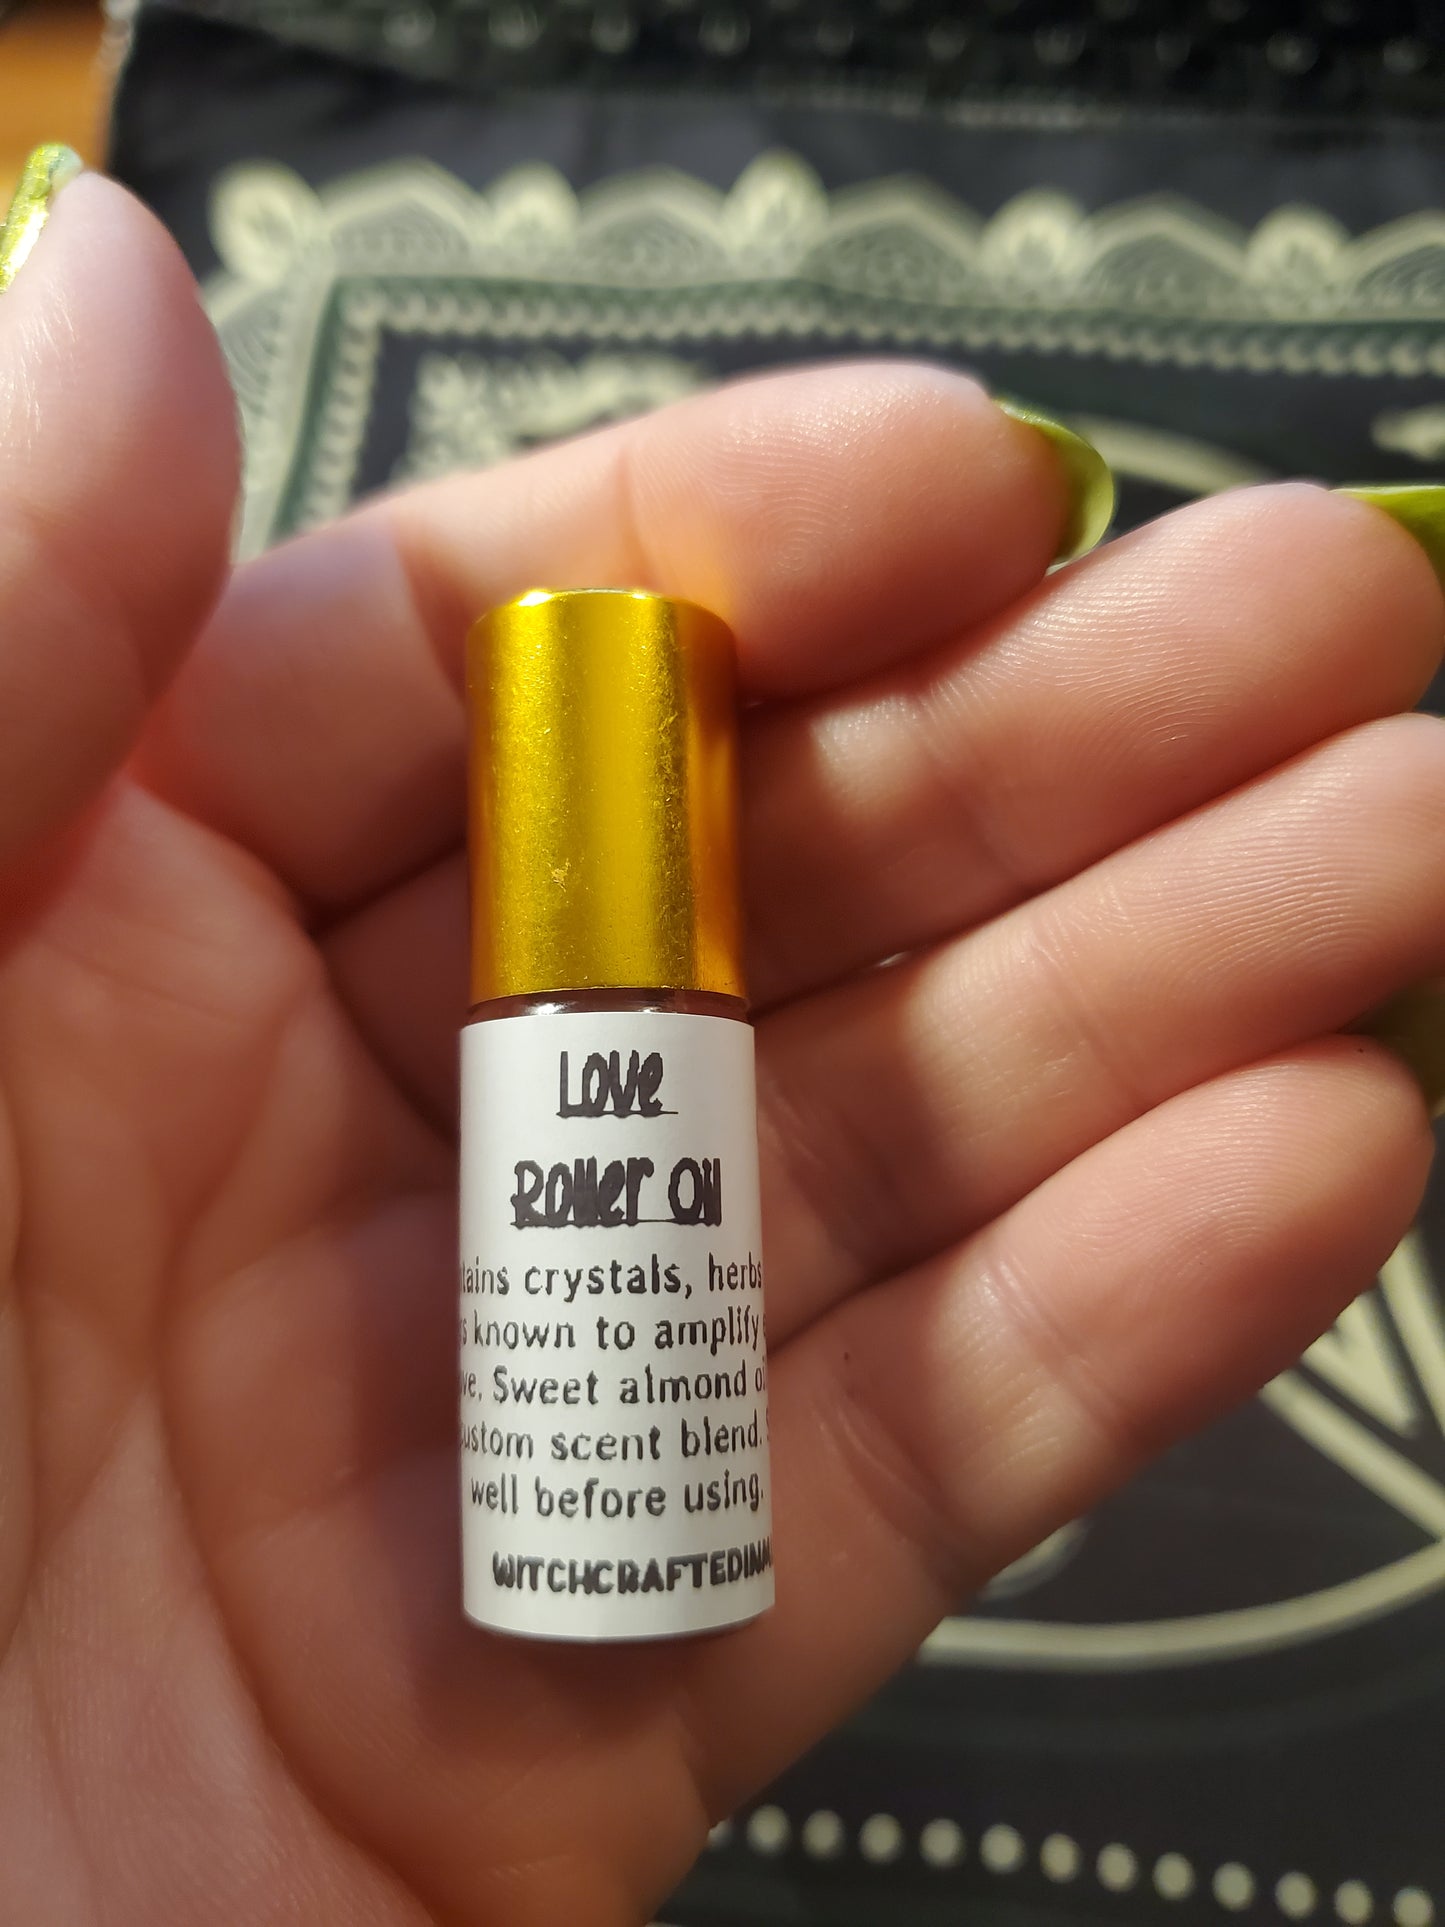 Love
Roller Oil
tains crystals, herbs
known to amplify
ve. Sweet almond oi
ustom scent blend.
well before using.
WITCHCRAFTEDINA